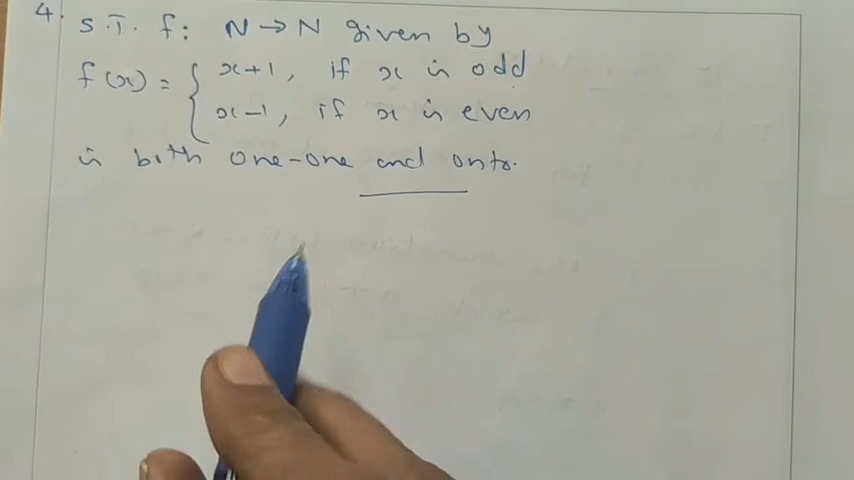 4. S.T. f: N → N given by
f(x) = { x+1, if x is odd
x-1, if x is even
is both one-one and onto.